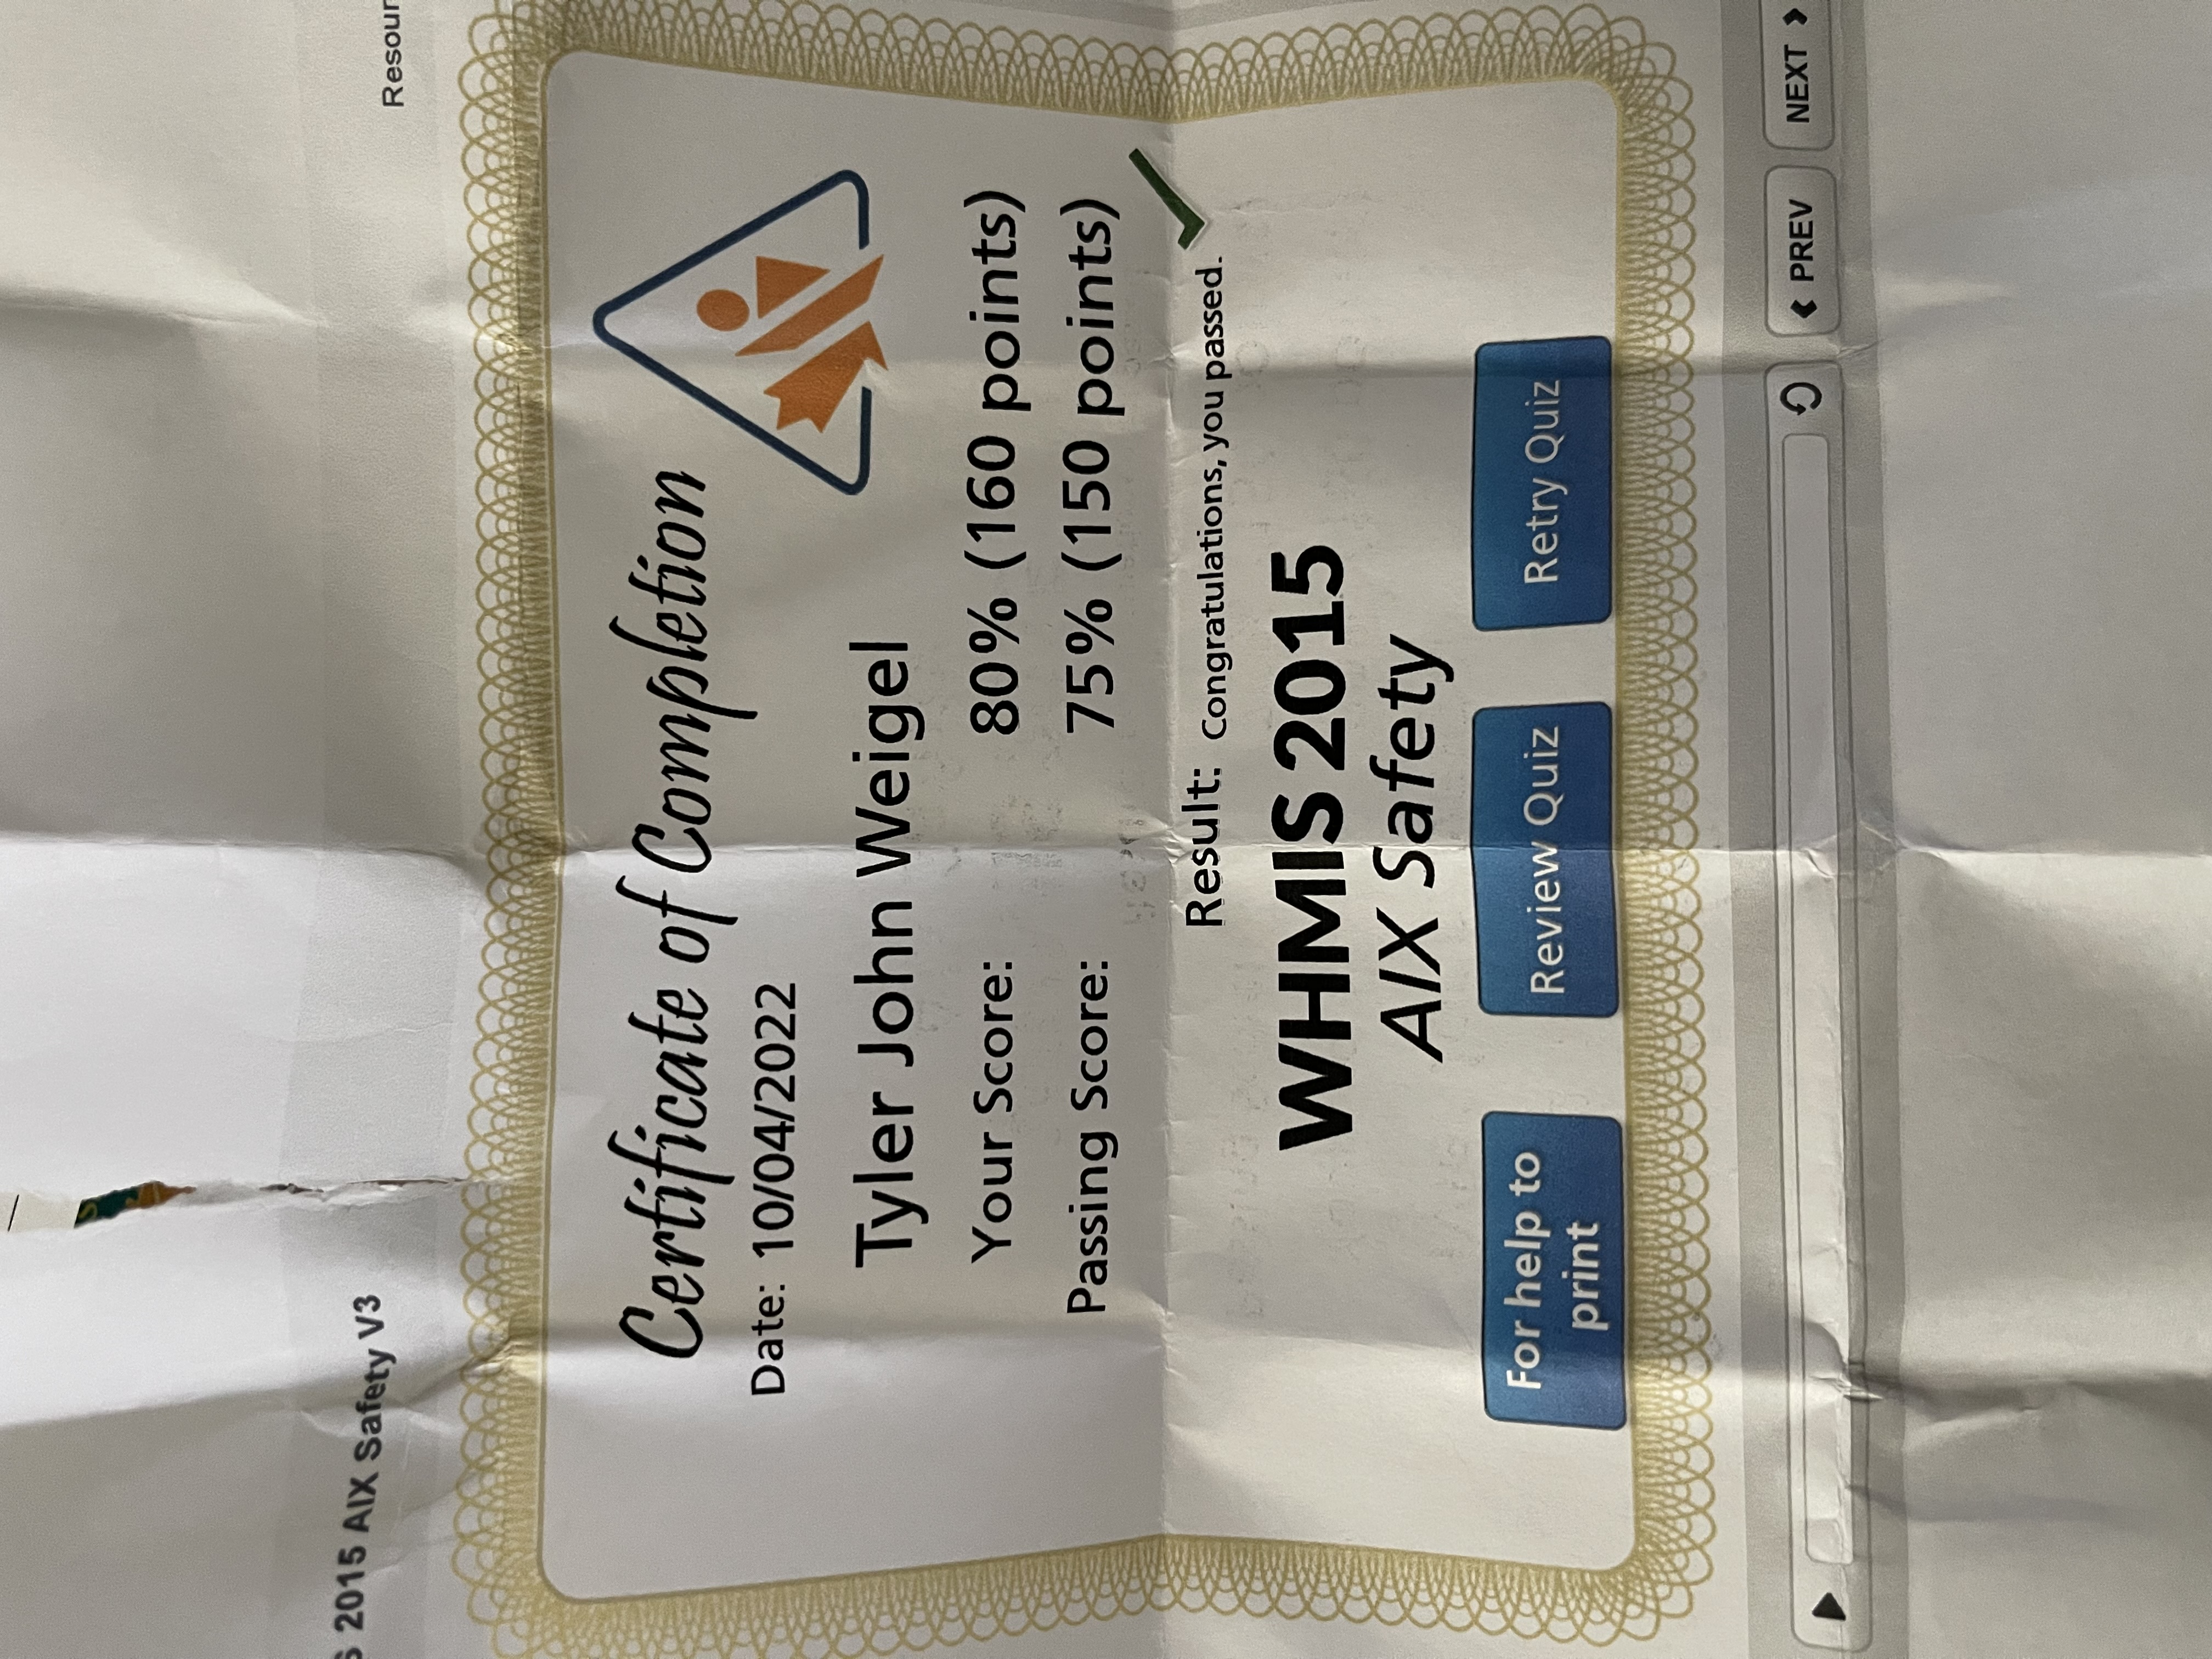 2015 AIX Safety V3
Certificate of Completion
Date: 10/04/2022
Tyler John Weigel
Your Score: 80% (160 points)
Passing Score: 75% (150 points)
Result: Congratulations, you passed.
WHMIS 2015
AIX Safety
For help to
print
Review Quiz
Retry Quiz
PREV
NEXT